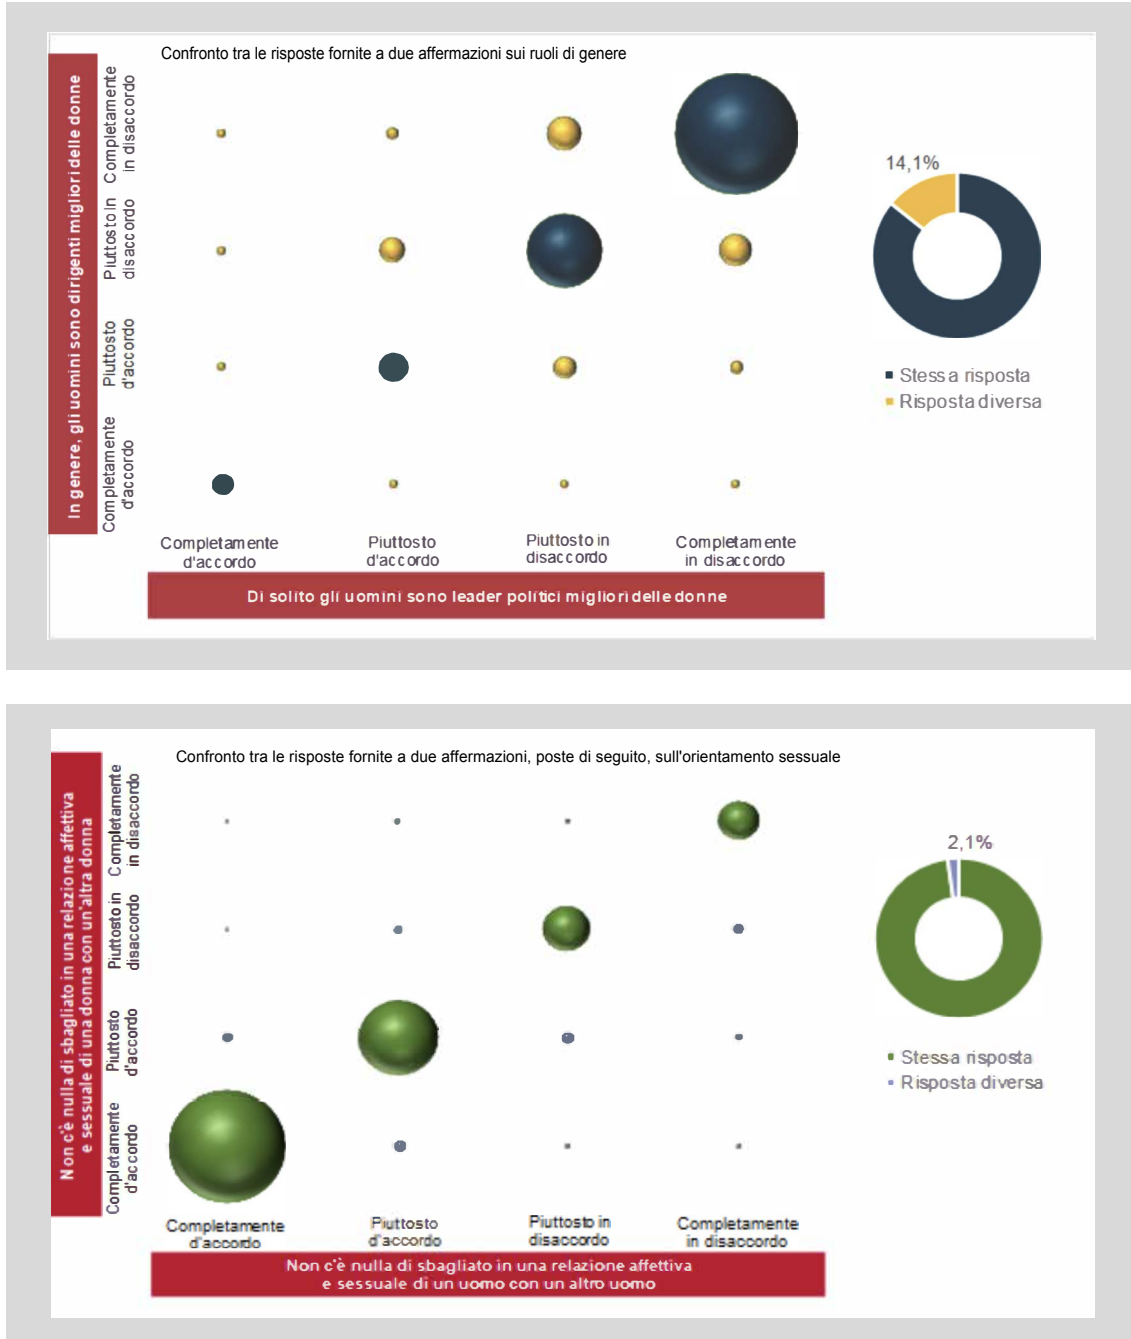 Confronto tra le risposte fornite a due affermazioni sui ruoli di genere
In genere, gli uomini sono dirigenti migliori delle donne
Completamente
in disaccordo
Piuttosto in
disaccordo
Piuttosto
d'accordo
Completamente
d'accordo
Completamente
d'accordo
Piuttosto
d'accordo
Piuttosto in
disaccordo
Completamente
in disaccordo
Di solito gli uomini sono leader politici migliori delle donne
14,1%
Stessa risposta
Risposta diversa
Confronto tra le risposte fornite a due affermazioni, poste di seguito, sull'orientamento sessuale
Non c'è nulla di sbagliato in una relazione affettiva
e sessuale di una donna con un'altra donna
Completamente
in disaccordo
Piuttosto in
disaccordo
Piuttosto
d'accordo
Completamente
d'accordo
Completamente
d'accordo
Piuttosto
d'accordo
Piuttosto in
disaccordo
Completamente
in disaccordo
Non c'è nulla di sbagliato in una relazione affettiva
e sessuale di un uomo con un altro uomo
2,1%
Stessa risposta
Risposta diversa